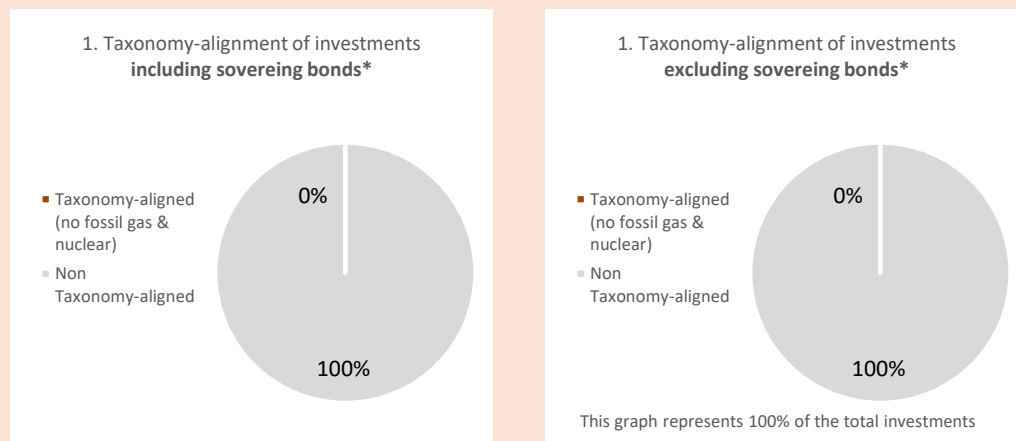 1. Taxonomy-alignment of investments
including sovereing bonds*
0%
Taxonomy-aligned
(no fossil gas &
nuclear)
Non
Taxonomy-aligned
100%
1. Taxonomy-alignment of investments
excluding sovereing bonds*
0%
Taxonomy-aligned
(no fossil gas &
nuclear)
Non
Taxonomy-aligned
100%
This graph represents 100% of the total investments